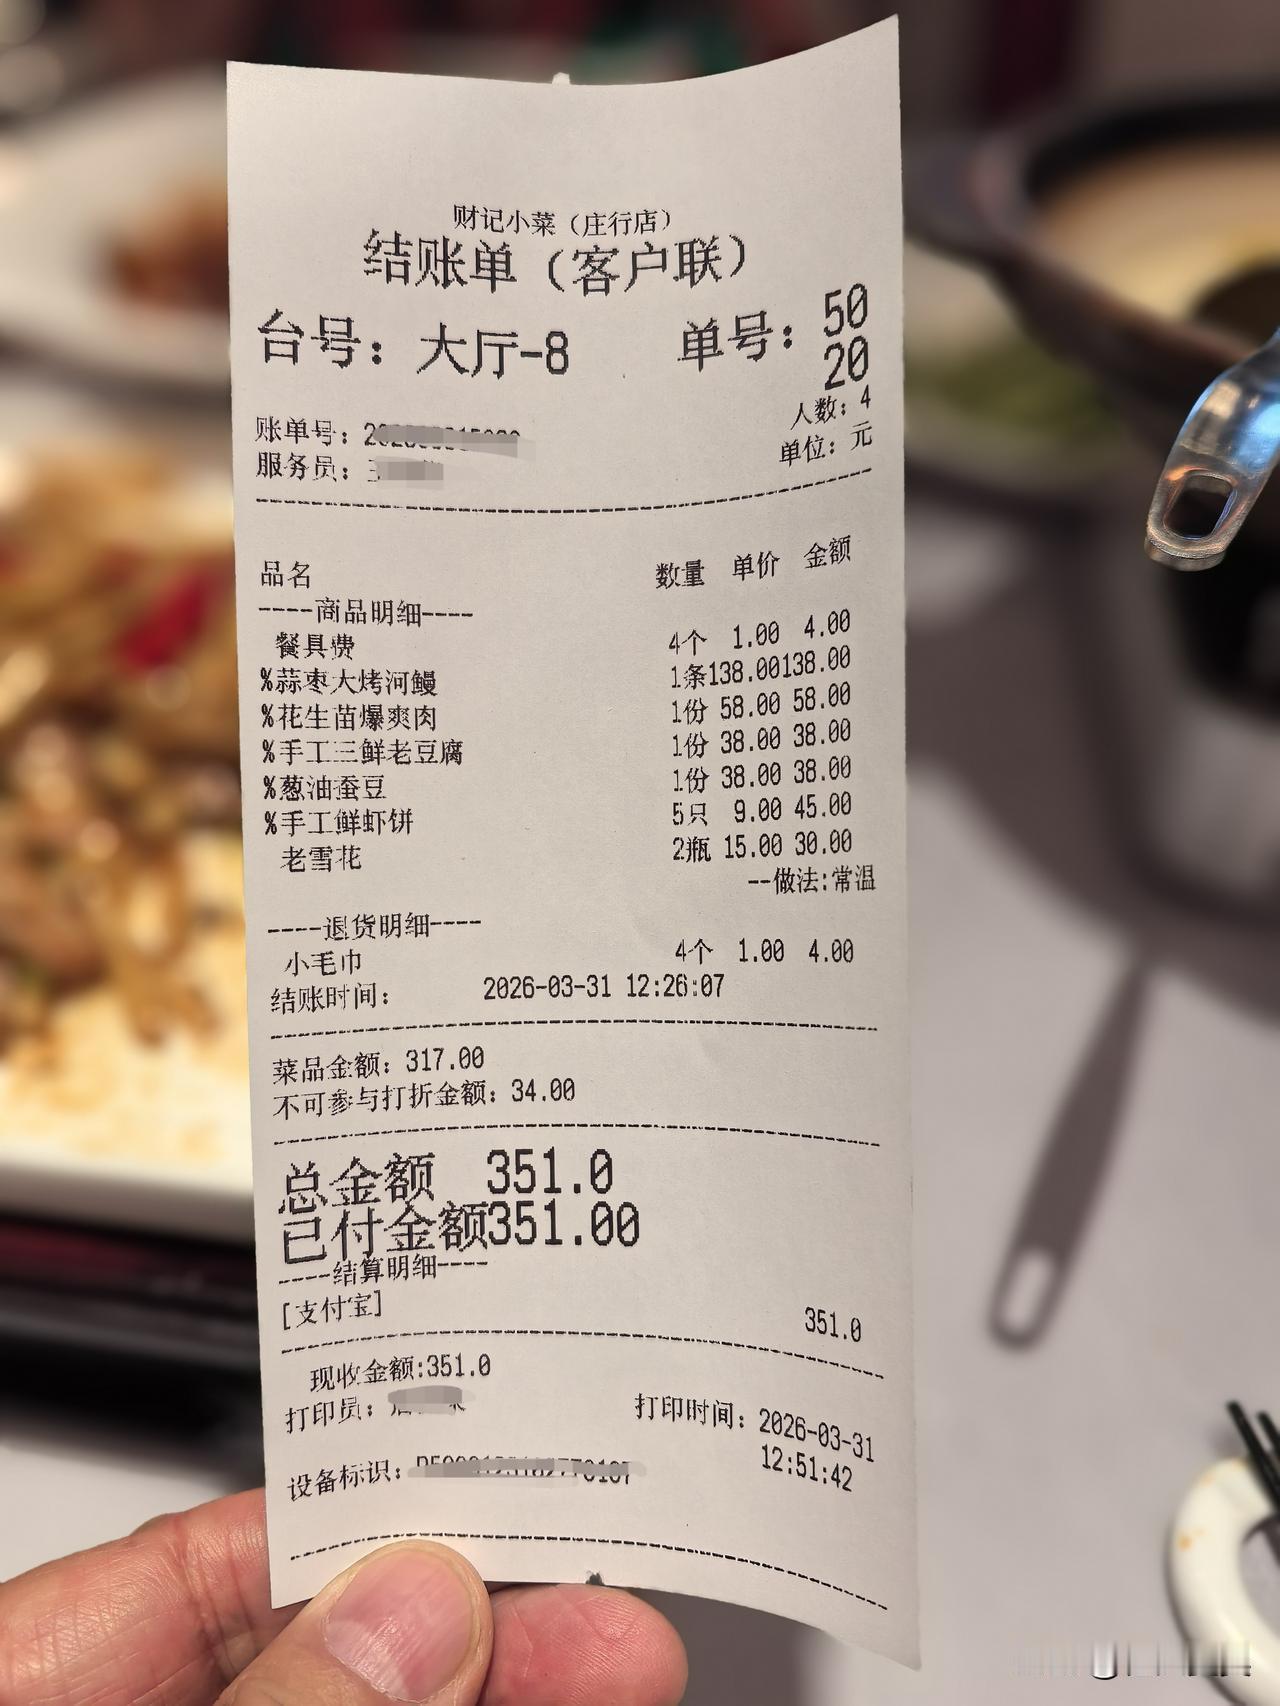 财记小菜（庄行店）
结账单（客户联）
台号：大厅-8 单号：50
20
人数：4
账单号：
单位：元
服务员：
品名 数量 单价 金额
----商品明细----
餐具费 4个 1.00 4.00
%蒜枣大烤河鳗 1条138.00138.00
%花生苗爆爽肉 1份 58.00 58.00
%手工三鲜老豆腐 1份 38.00 38.00
%葱油蚕豆 1份 38.00 38.00
%手工鲜虾饼 5只 9.00 45.00
老雪花 2瓶 15.00 30.00
--做法:常温
----退货明细----
小毛巾 4个 1.00 4.00
结账时间： 2026-03-31 12:26:07
菜品金额：317.00
不可参与打折金额：34.00
总金额 351.0
已付金额351.00
----结算明细----
[支付宝] 351.0
现收金额:351.0
打印员： 打印时间：2026-03-31
12:51:42
设备标识：